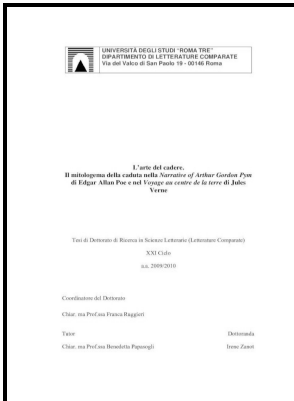 UNIVERSITÀ DEGLI STUDI "ROMA TRE"
DIPARTIMENTO DI LETTERATURE COMPARATE
Via del Valco di San Paolo 19 - 00146 Roma
L'arte del cadere.
Il mitologema della caduta nella Narrative of Arthur Gordon Pym
di Edgar Allan Poe e nel Voyage au centre de la terre di Jules
Verne
Tesi di Dottorato di Ricerca in Scienze Letterarie (Letterature Comparate)
XXI Ciclo
a.a. 2009/2010
Coordinatore del Dottorato
Chiar. ma Prof.ssa Franca Ruggieri
Tutor Dottoranda
Chiar. ma Prof.ssa Benedetta Papasogli Irene Zanot